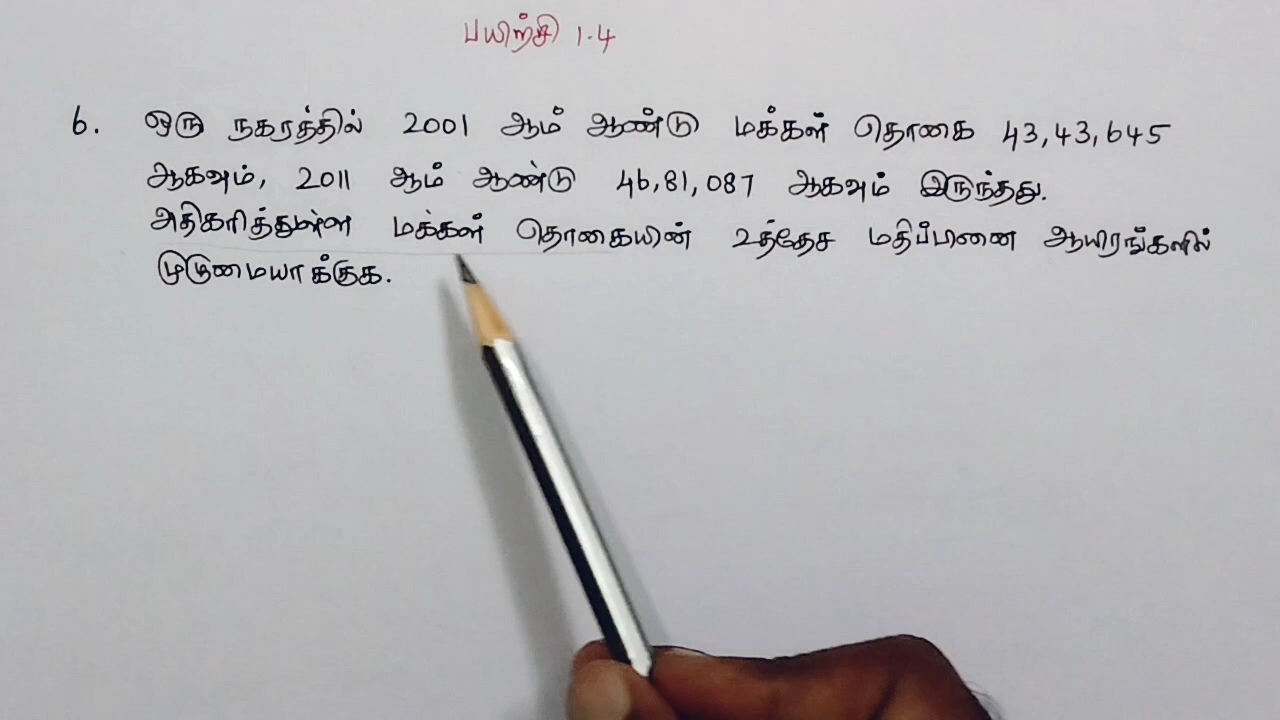 பயிற்சி 1.4
6. ஒரு நகரத்தில் 2001 ஆம் ஆண்டு மக்கள் தொகை 43,43,645
ஆகவும், 2011 ஆம் ஆண்டு 46,81,087 ஆகவும் இருந்தது.
அதிகரித்துள்ள மக்கள் தொகையின் உத்தேச மதிப்பினை ஆயிரங்களில்
முழுமையாக்குக.